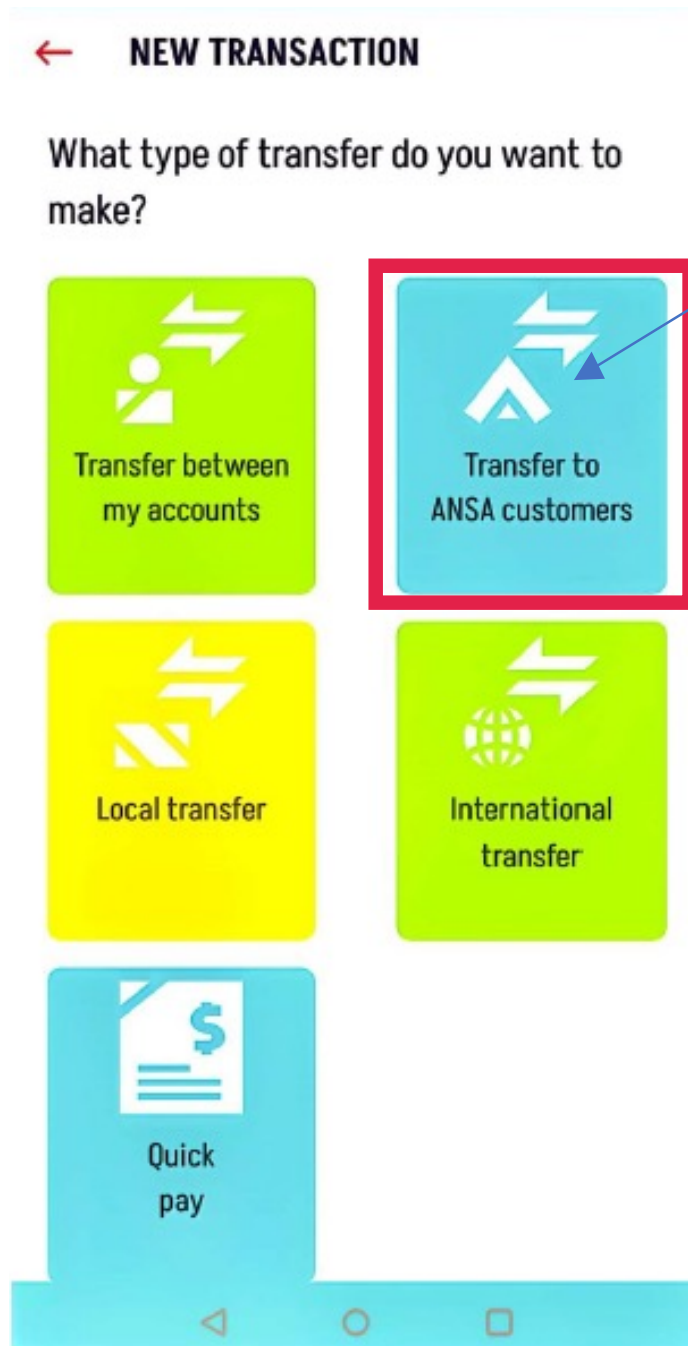 NEW TRANSACTION
What type of transfer do you want to
make?
Transfer between
my accounts
Transfer to
ANSA customers
Local transfer
International
transfer
$
Quick
pay